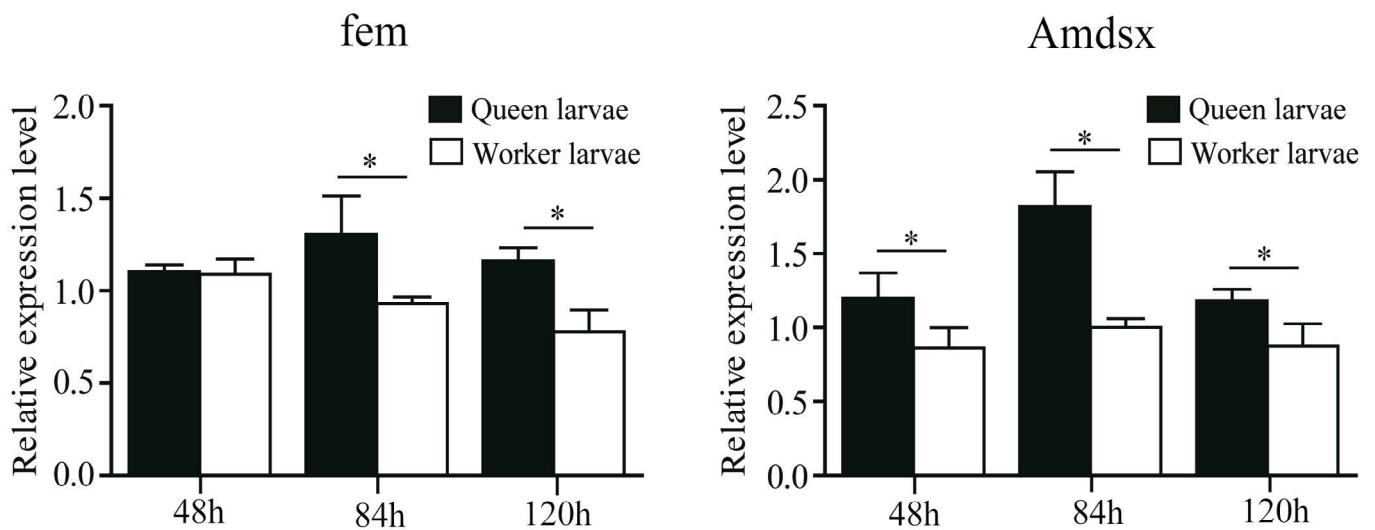 fem
Relative expression level
2.0
1.5
1.0
0.5
0.0
Queen larvae
Worker larvae
*
*
48h
84h
120h
Amdsx
Relative expression level
2.5
2.0
1.5
1.0
0.5
0.0
Queen larvae
Worker larvae
*
*
*
48h
84h
120h